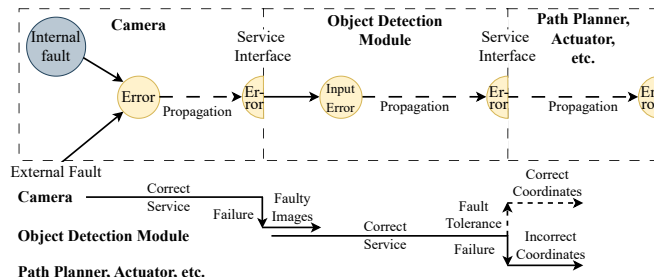 Camera
Object Detection
Module
Path Planner,
Actuator,
etc.
Internal
fault
Service
Interface
Service
Interface
Error
Propagation
Er-
ror
Input
Error
Propagation
Er-
ror
Propagation
Er
ror
External Fault
Camera
Correct
Service
Failure
Faulty
Images
Object Detection Module
Correct
Service
Fault
Tolerance
Failure
Correct
Coordinates
Incorrect
Coordinates
Path Planner, Actuator, etc.